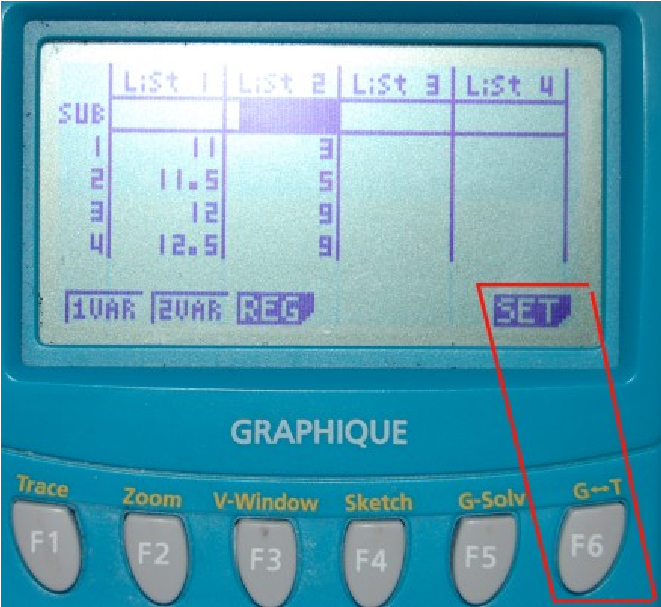 List 1 List 2 List 3 List 4
SUB
1 11 3
2 11.5 5
3 12 9
4 12.5 9
1VAR 2VAR REG SET
GRAPHIQUE
Trace Zoom V-Window Sketch G-Solv G↔T
F1 F2 F3 F4 F5 F6